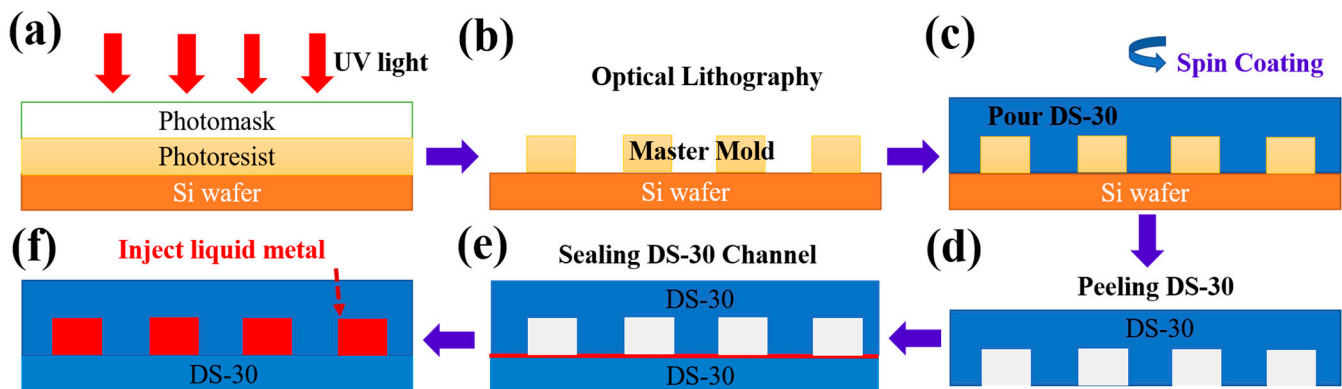 (a)
UV light
Photomask
Photoresist
Si wafer
(b)
Optical Lithography
Master Mold
Si wafer
(c)
Spin Coating
Pour DS-30
Si wafer
(f)
Inject liquid metal
DS-30
(e)
Sealing DS-30 Channel
DS-30
DS-30
(d)
Peeling DS-30
DS-30